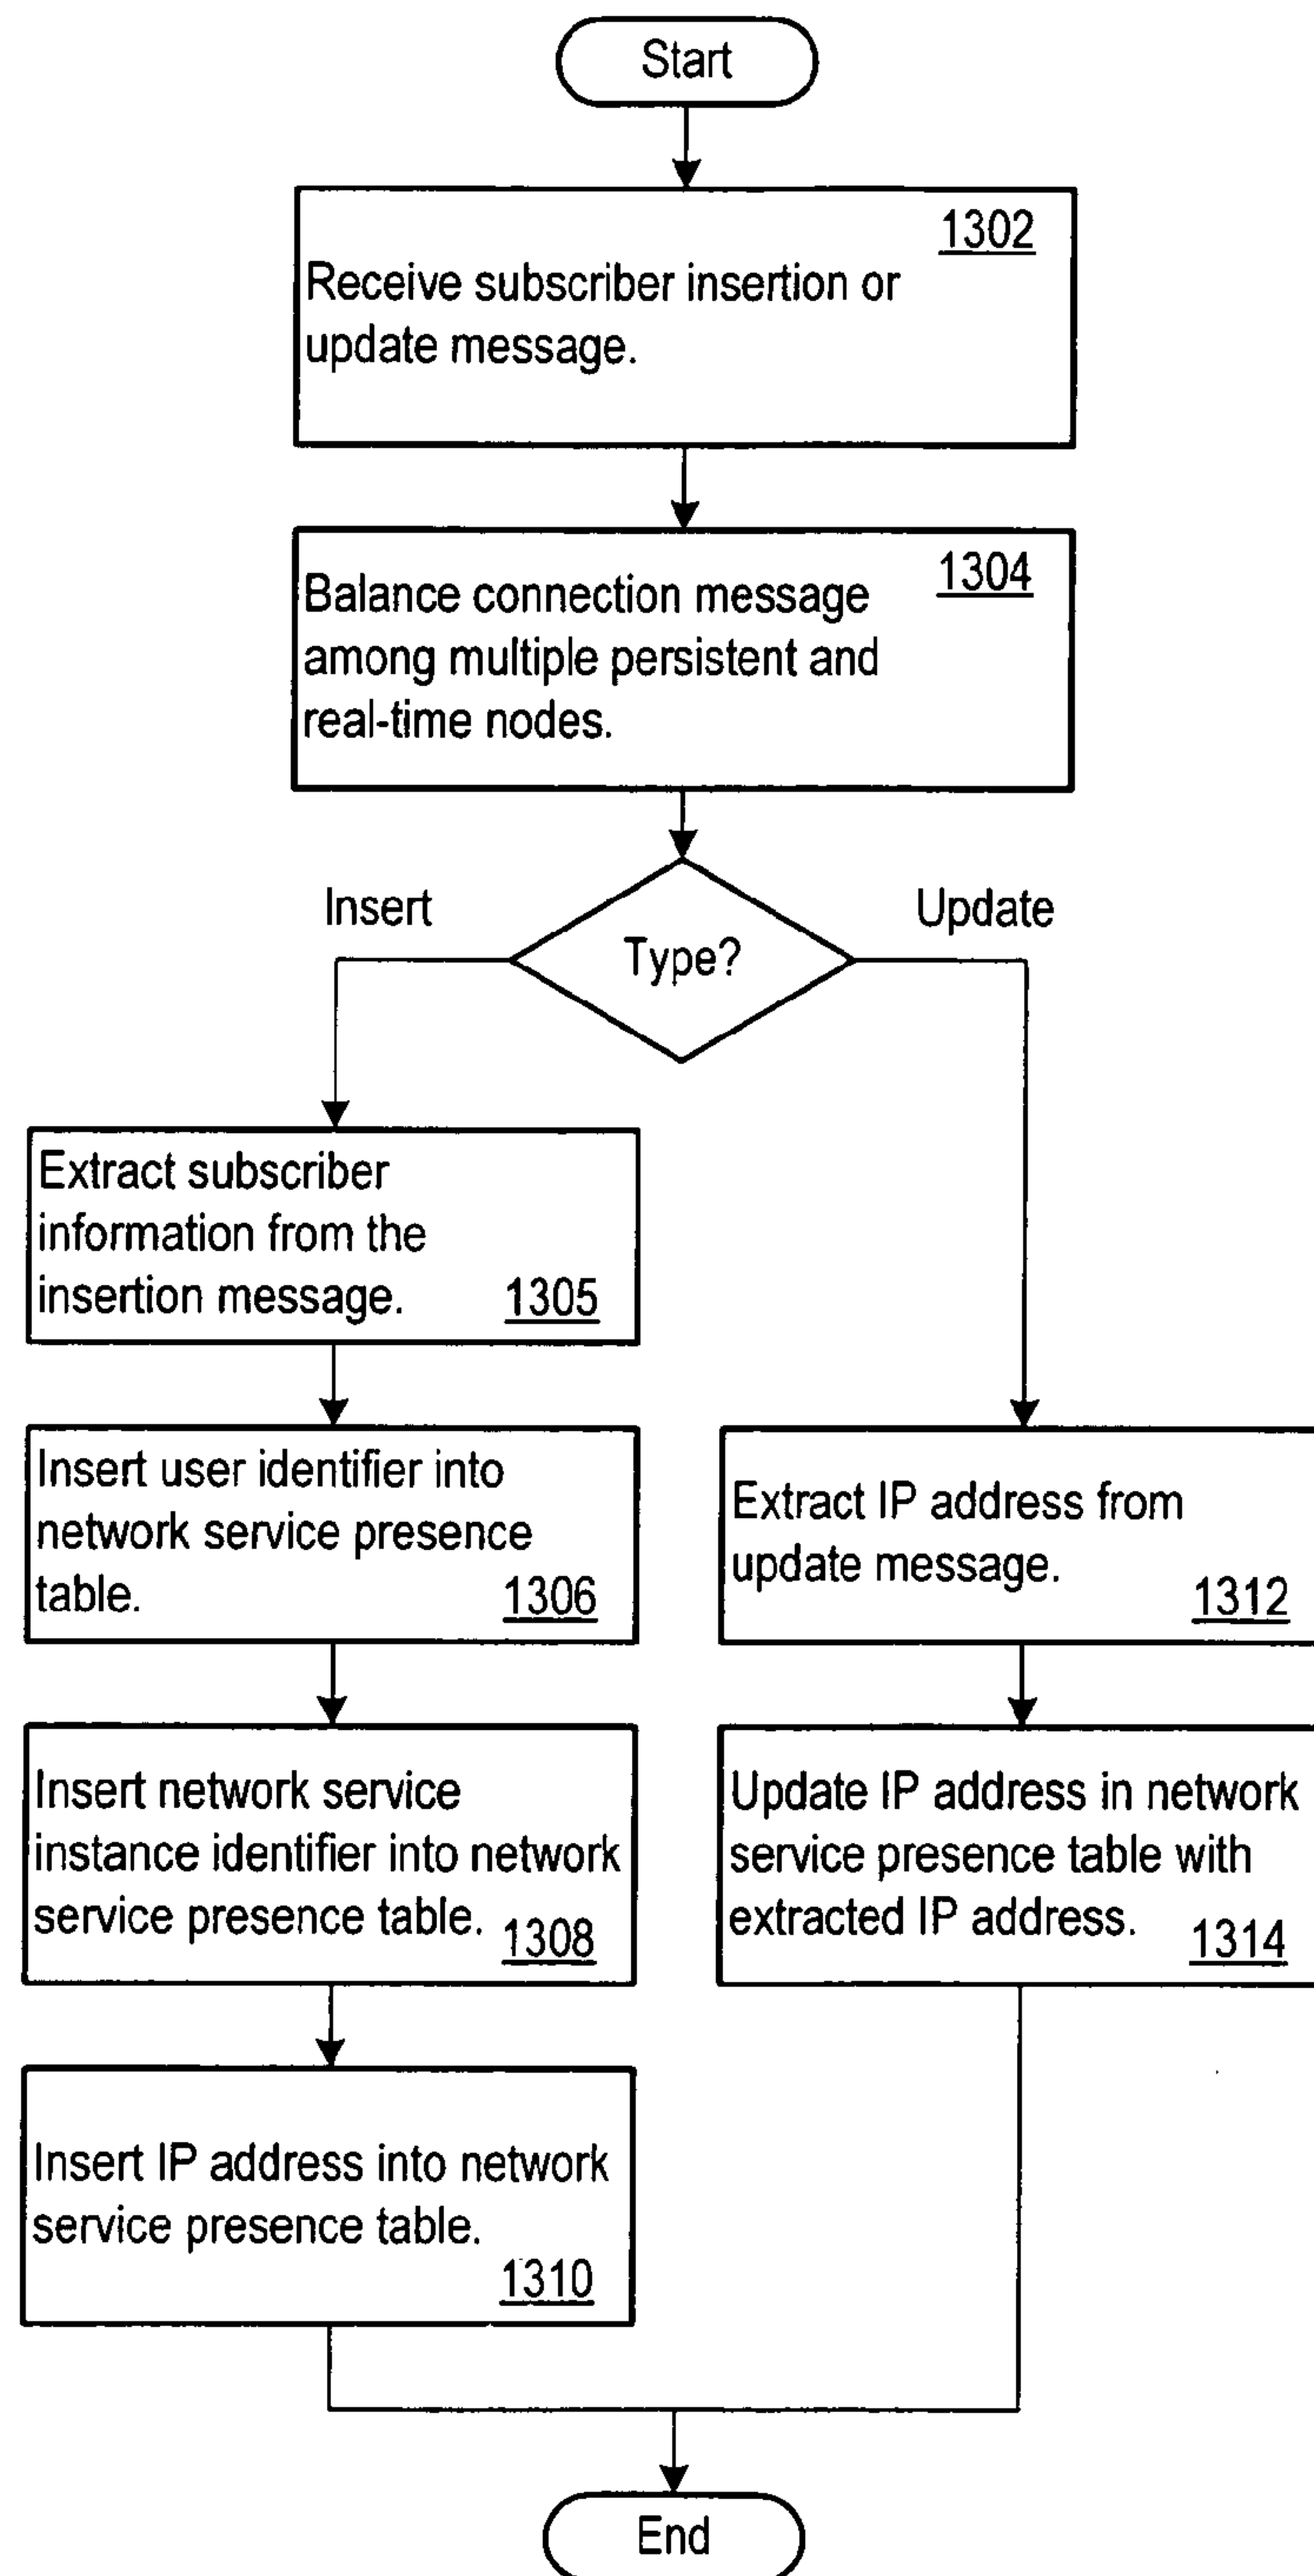 Start
1302
Receive subscriber insertion or
update message.
1304
Balance connection message
among multiple persistent and
real-time nodes.
Insert
Update
Type?
Extract subscriber
information from the
insertion message. 1305
Insert user identifier into
network service presence
table. 1306
Insert network service
instance identifier into network
service presence table. 1308
Insert IP address into network
service presence table.
1310
Extract IP address from
update message.
1312
Update IP address in network
service presence table with
extracted IP address. 1314
End